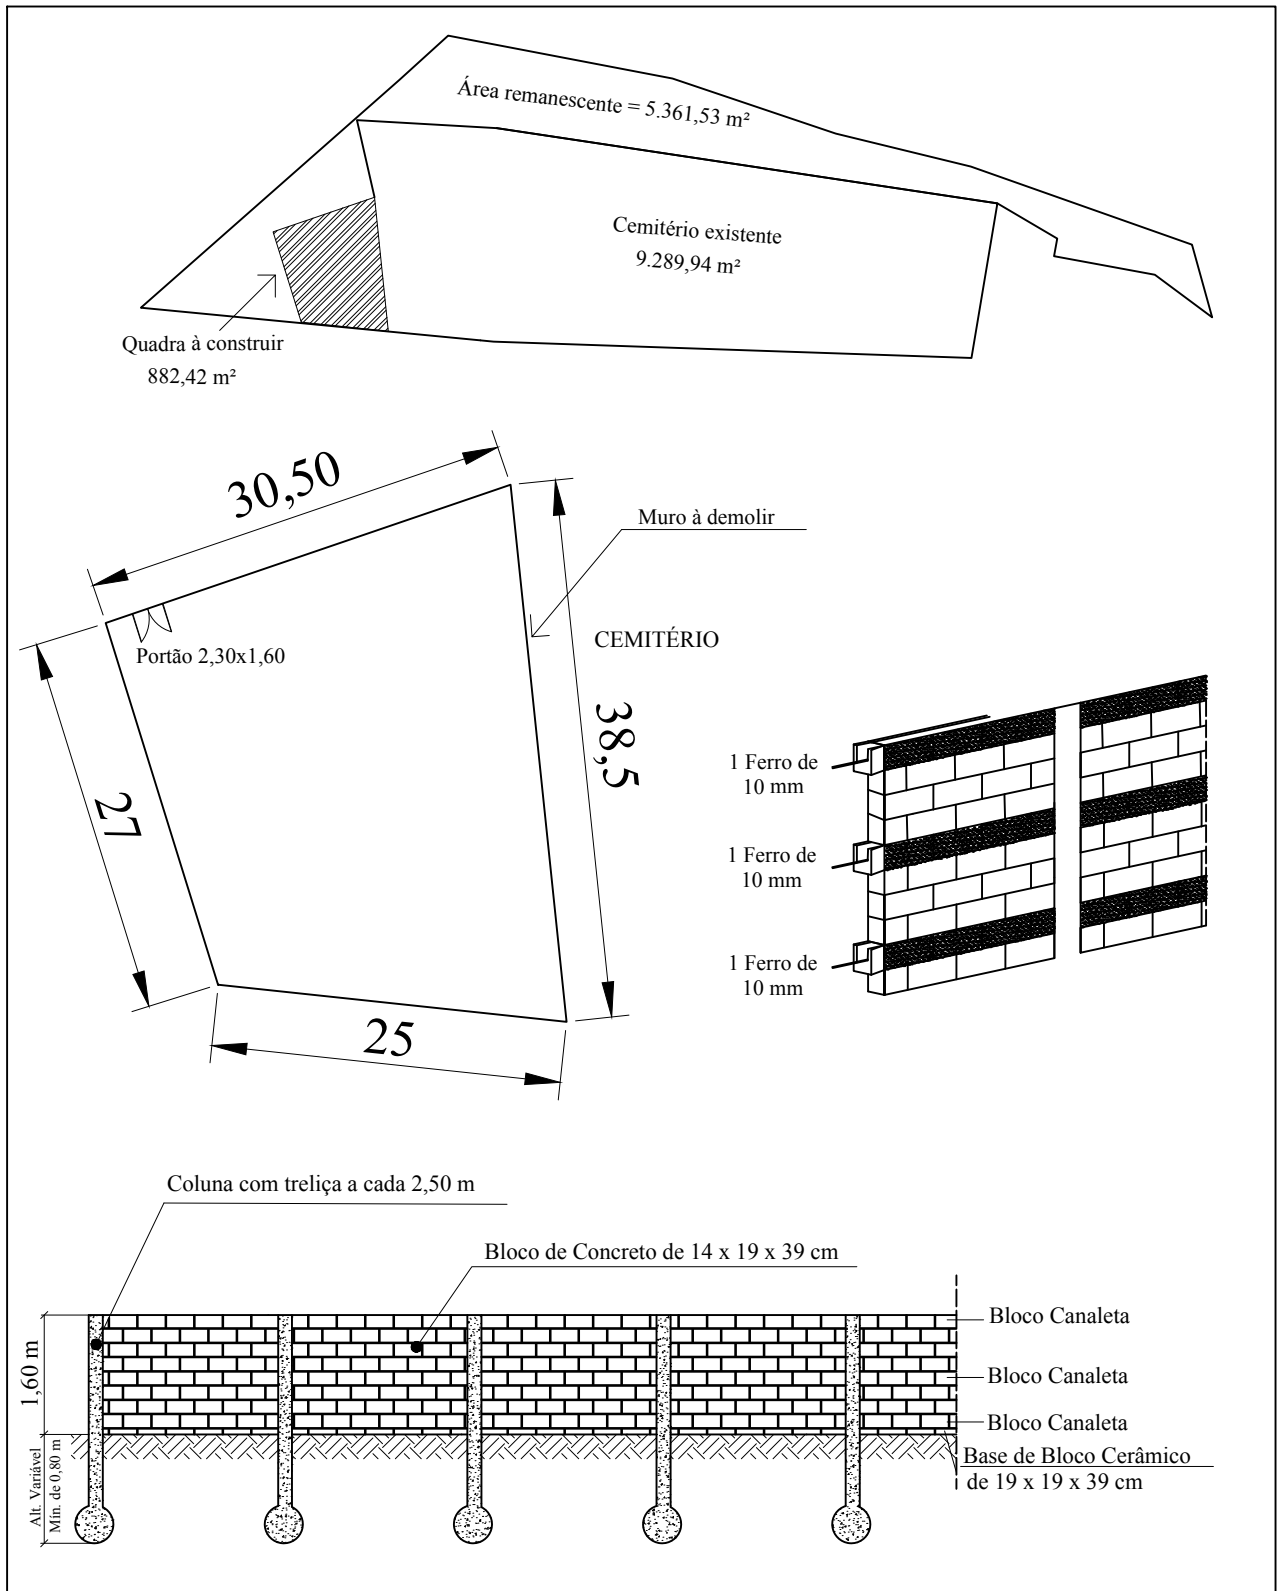 Área remanescente = 5.361,53 m²
Cemitério existente
9.289,94 m²
Quadra à construir
882,42 m²
30,50
Muro à demolir
CEMITÉRIO
Portão 2,30x1,60
38,5
27
25
1 Ferro de
10 mm
1 Ferro de
10 mm
1 Ferro de
10 mm
Coluna com treliça a cada 2,50 m
Bloco de Concreto de 14 x 19 x 39 cm
1,60 m
Bloco Canaleta
Bloco Canaleta
Bloco Canaleta
Alt. Variável
Mín. de 0,80 m
Base de Bloco Cerâmico
de 19 x 19 x 39 cm